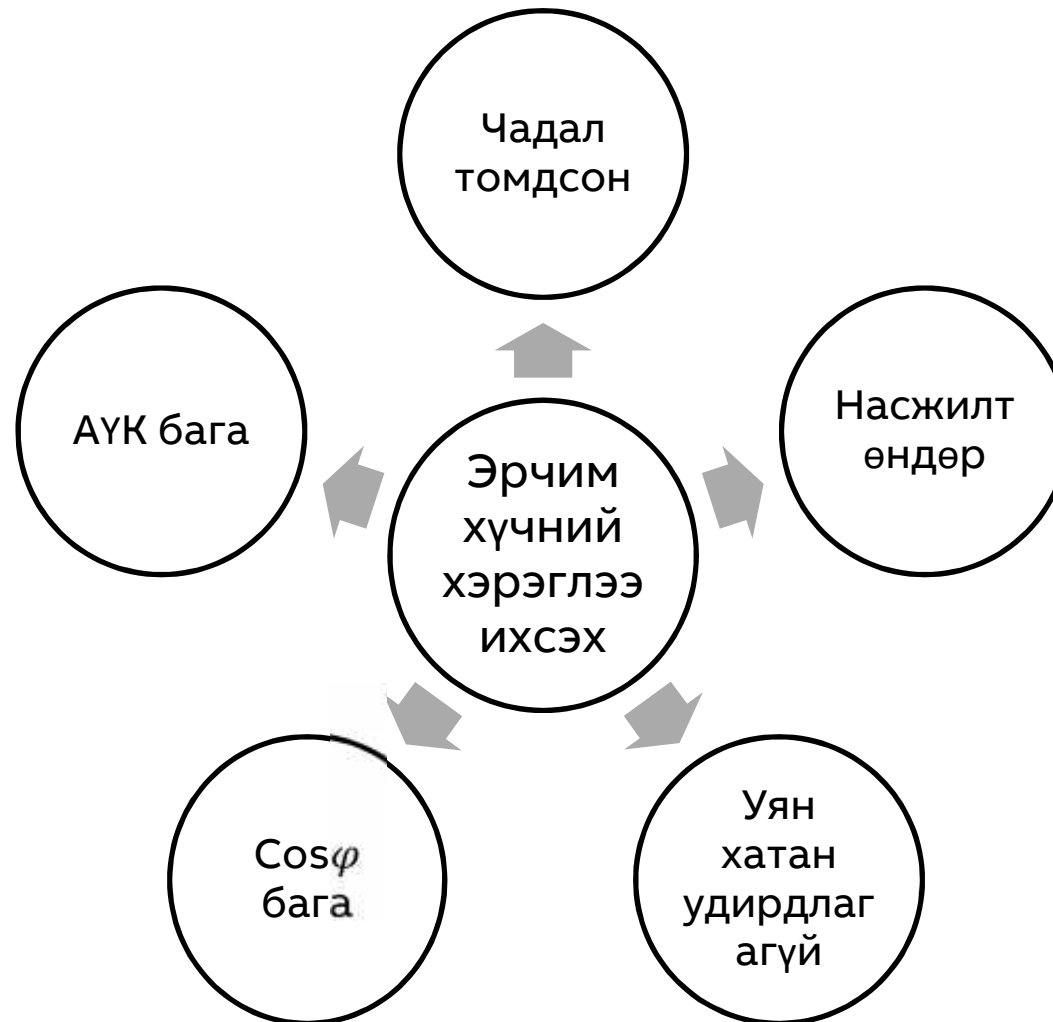 Чадал
томдсон
АҮК бага
Насжилт
өндөр
Эрчим
хүчний
хэрэглээ
ихсэх
Cosφ
бага
Уян
хатан
удирдлаг
агүй